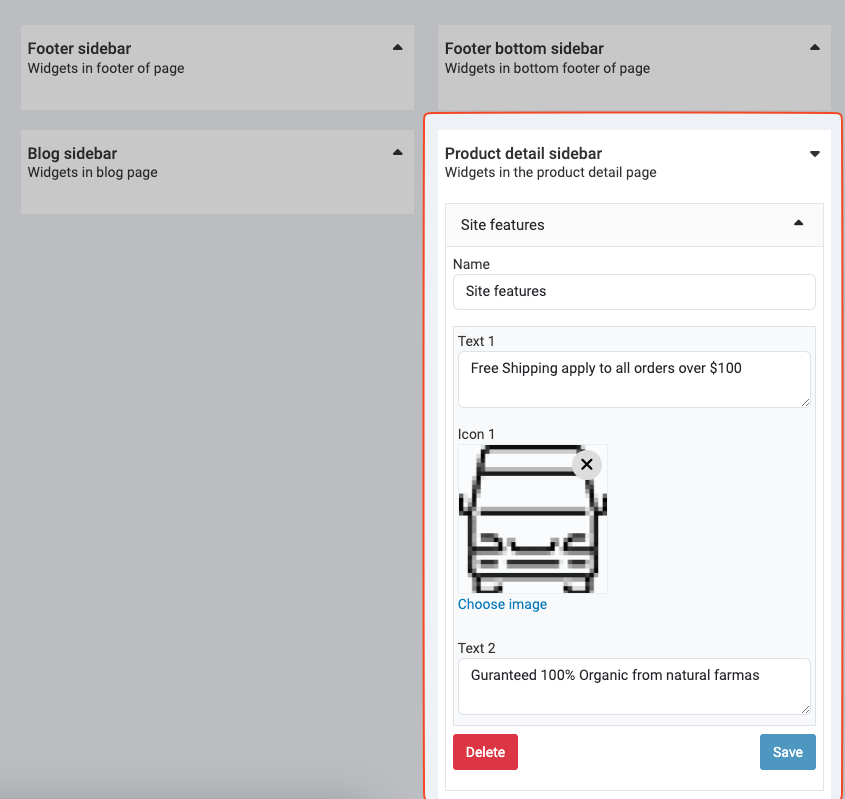 Footer sidebar
Widgets in footer of page
Footer bottom sidebar
Widgets in bottom footer of page
Blog sidebar
Widgets in blog page
Product detail sidebar
Widgets in the product detail page
Site features
Name
Site features
Text 1
Free Shipping apply to all orders over $100
Icon 1
Choose image
Text 2
Guranteed 100% Organic from natural farmas
Delete
Save